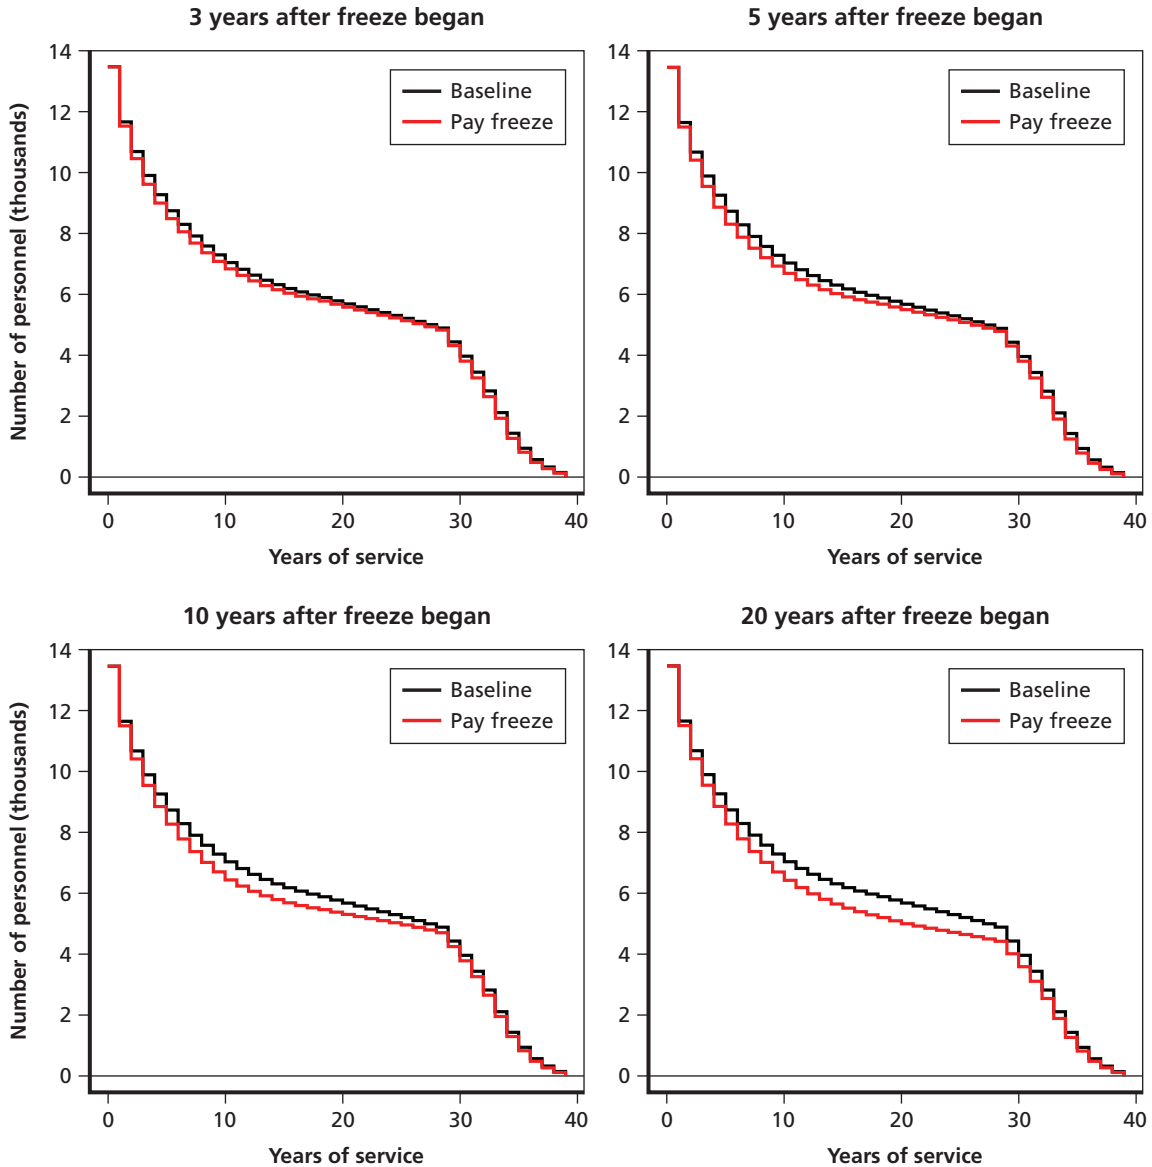 3 years after freeze began
Number of personnel (thousands)
14
12
10
8
6
4
2
0
Baseline
Pay freeze
0 10 20 30 40
Years of service
5 years after freeze began
14
12
10
8
6
4
2
0
Baseline
Pay freeze
0 10 20 30 40
Years of service
10 years after freeze began
Number of personnel (thousands)
14
12
10
8
6
4
2
0
Baseline
Pay freeze
0 10 20 30 40
Years of service
20 years after freeze began
14
12
10
8
6
4
2
0
Baseline
Pay freeze
0 10 20 30 40
Years of service